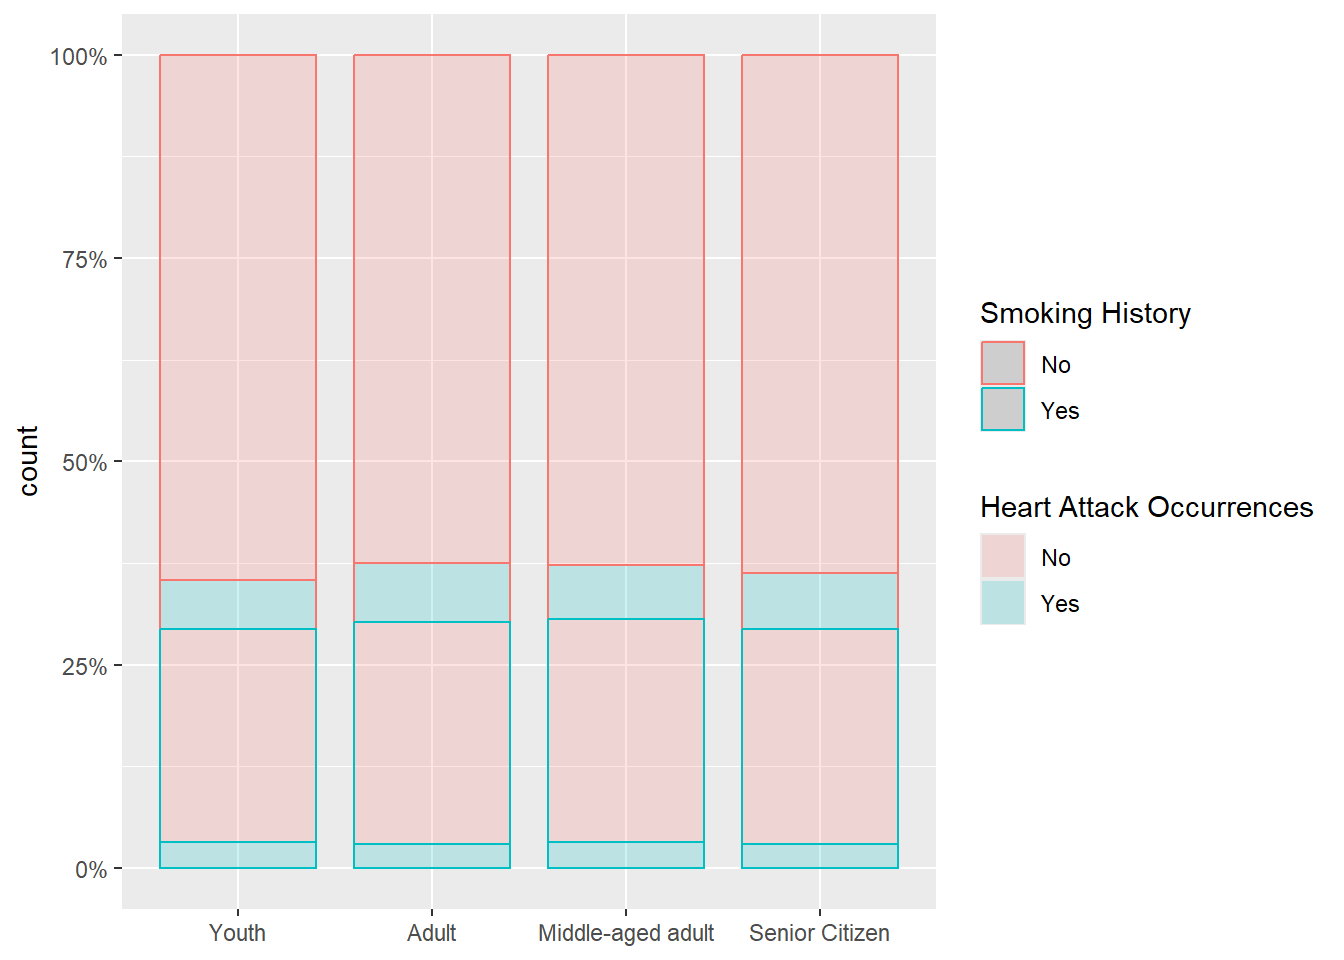 100%
75%
50%
25%
0%
count
Youth
Adult
Middle-aged adult
Senior Citizen
Smoking History
No
Yes
Heart Attack Occurrences
No
Yes